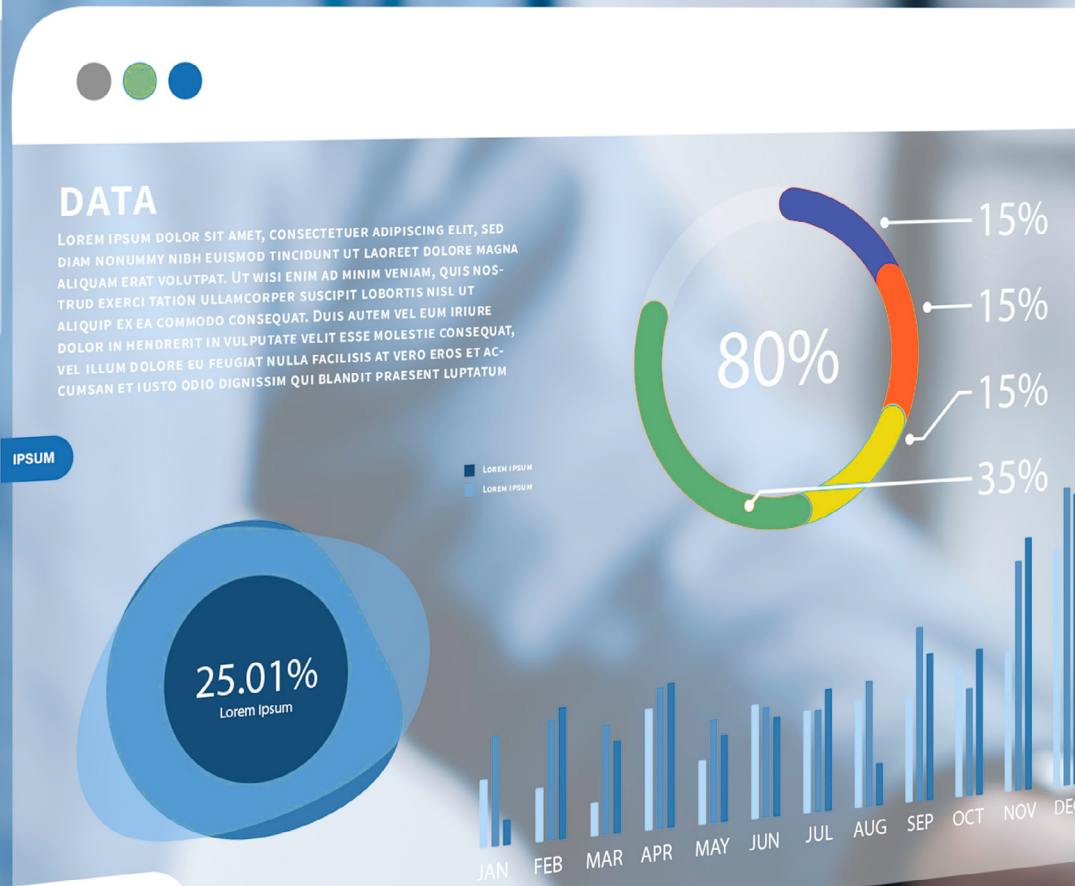 DATA
LOREM IPSUM DOLOR SIT AMET, CONSECTETUER ADIPISCING ELIT, SED
DIAM NONUMMY NIBH EUISMOD TINCIDUNT UT LAOREET DOLORE MAGNA
ALIQUAM ERAT VOLUTPAT. UT WISI ENIM AD MINIM VENIAM, QUIS NOS-
TRUD EXERCI TATION ULLAMCORPER SUSCIPIT LOBORTIS NISL UT
ALIQUIP EX EA COMMODO CONSEQUAT. DUIS AUTEM VEL EUM IRIURE
DOLOR IN HENDRERIT IN VULPUTATE VELIT ESSE MOLESTIE CONSEQUAT,
VEL ILLUM DOLORE EU FEUGIAT NULLA FACILISIS AT VERO EROS ET AC-
CUMSAN ET IUSTO ODIO DIGNISSIM QUI BLANDIT PRAESENT LUPTATUM
15%
15%
80%
15%
35%
IPSUM
LOREM IPSUM
LOREM IPSUM
25.01%
Lorem Ipsum
JAN FEB MAR APR MAY JUN JUL AUG SEP OCT NOV DEC